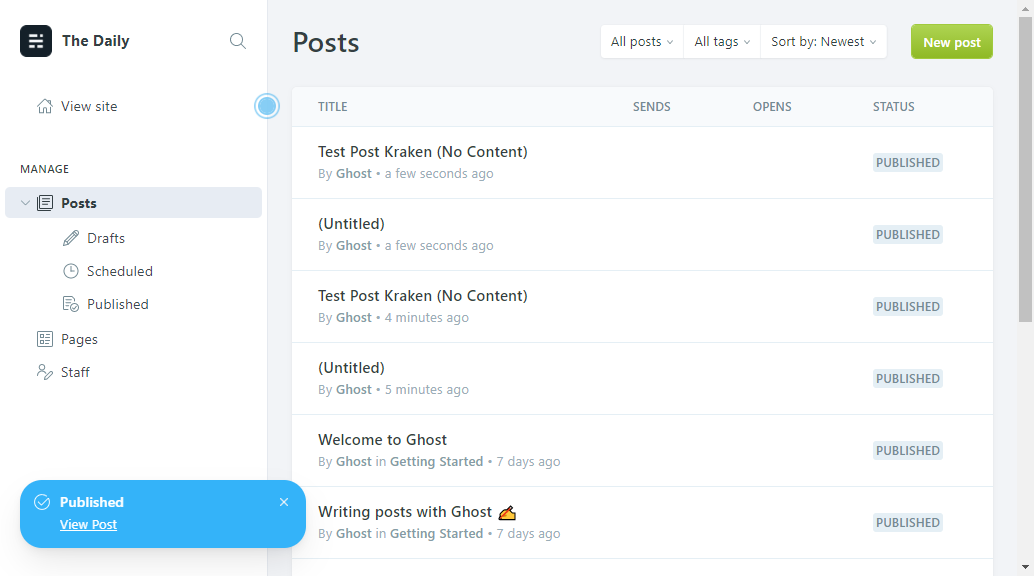 The Daily
View site
MANAGE
Posts
Drafts
Scheduled
Published
Pages
Staff
Published
View Post
Posts
All posts
All tags
Sort by: Newest
New post
TITLE SENDS OPENS STATUS
Test Post Kraken (No Content)
By Ghost • a few seconds ago
PUBLISHED
(Untitled)
By Ghost • a few seconds ago
PUBLISHED
Test Post Kraken (No Content)
By Ghost • 4 minutes ago
PUBLISHED
(Untitled)
By Ghost • 5 minutes ago
PUBLISHED
Welcome to Ghost
By Ghost in Getting Started • 7 days ago
PUBLISHED
Writing posts with Ghost ✍️
By Ghost in Getting Started • 7 days ago
PUBLISHED